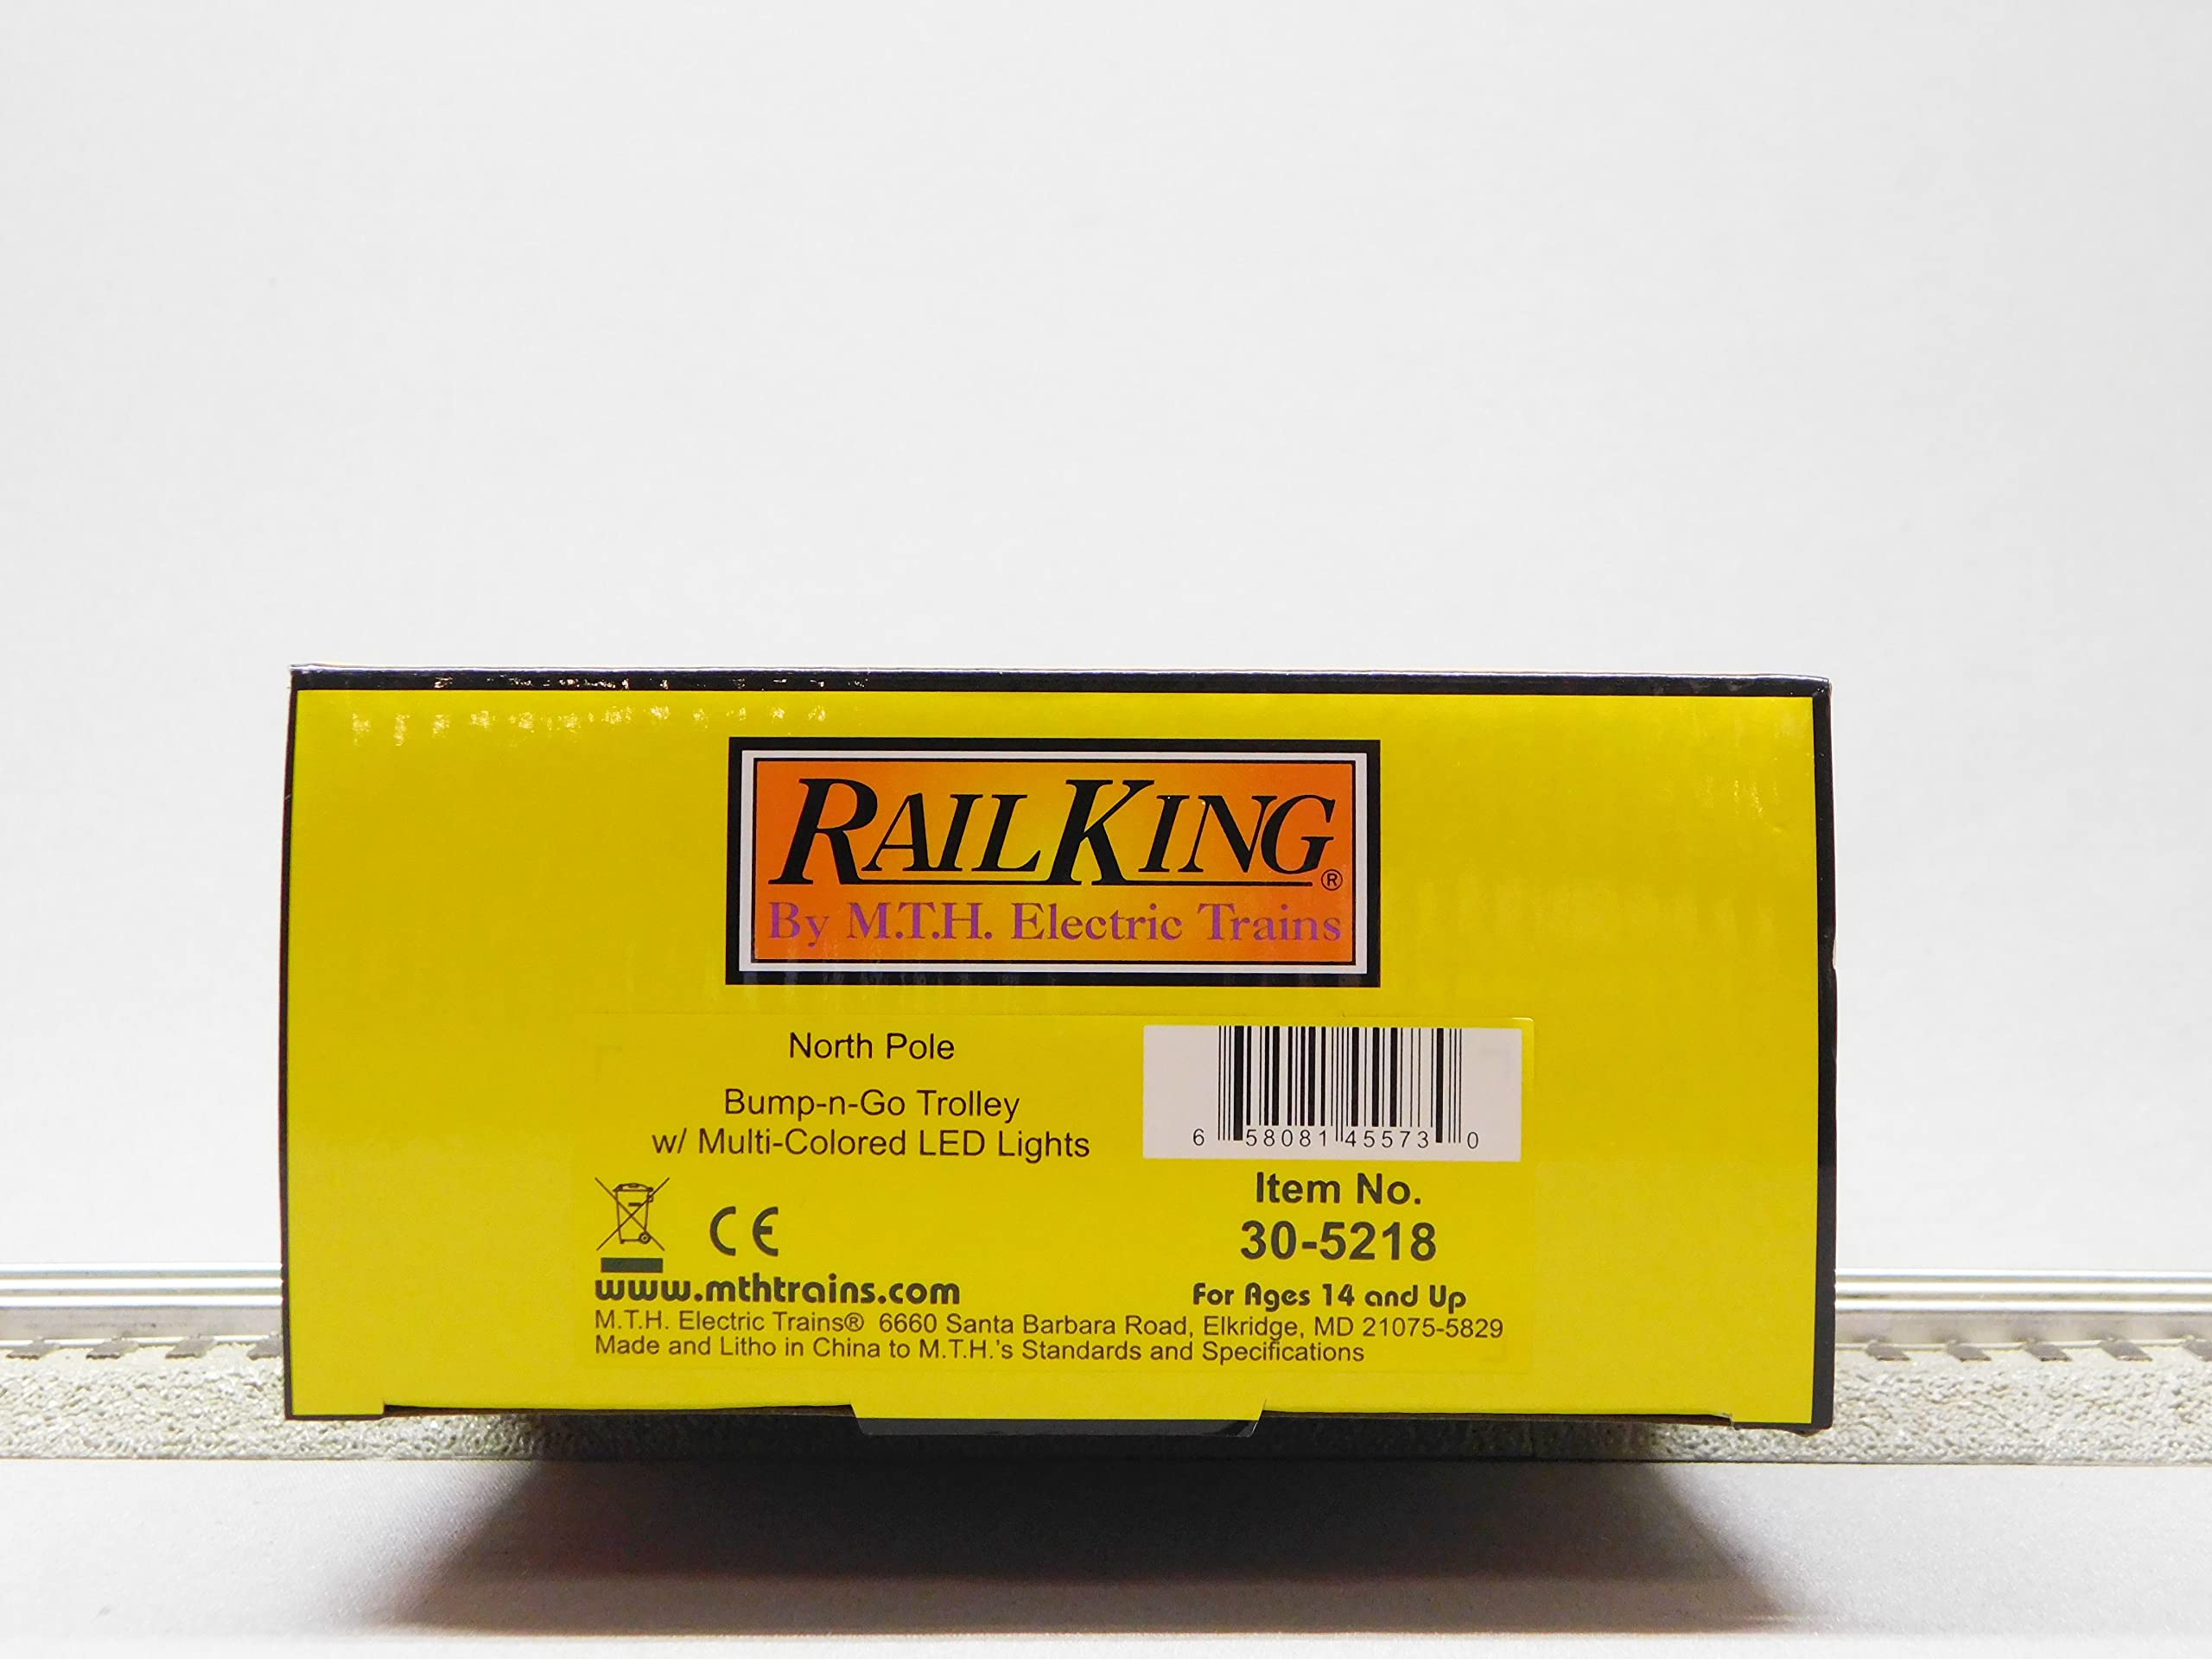 RAILKING®
By M.T.H. Electric Trains
North Pole
Bump-n-Go Trolley
w/ Multi-Colored LED Lights
6 58081 45573 0
Item No.
30-5218
CE
www.mthtrains.com
For Ages 14 and Up
M.T.H. Electric Trains® 6660 Santa Barbara Road, Elkridge, MD 21075-5829
Made and Litho in China to M.T.H.'s Standards and Specifications